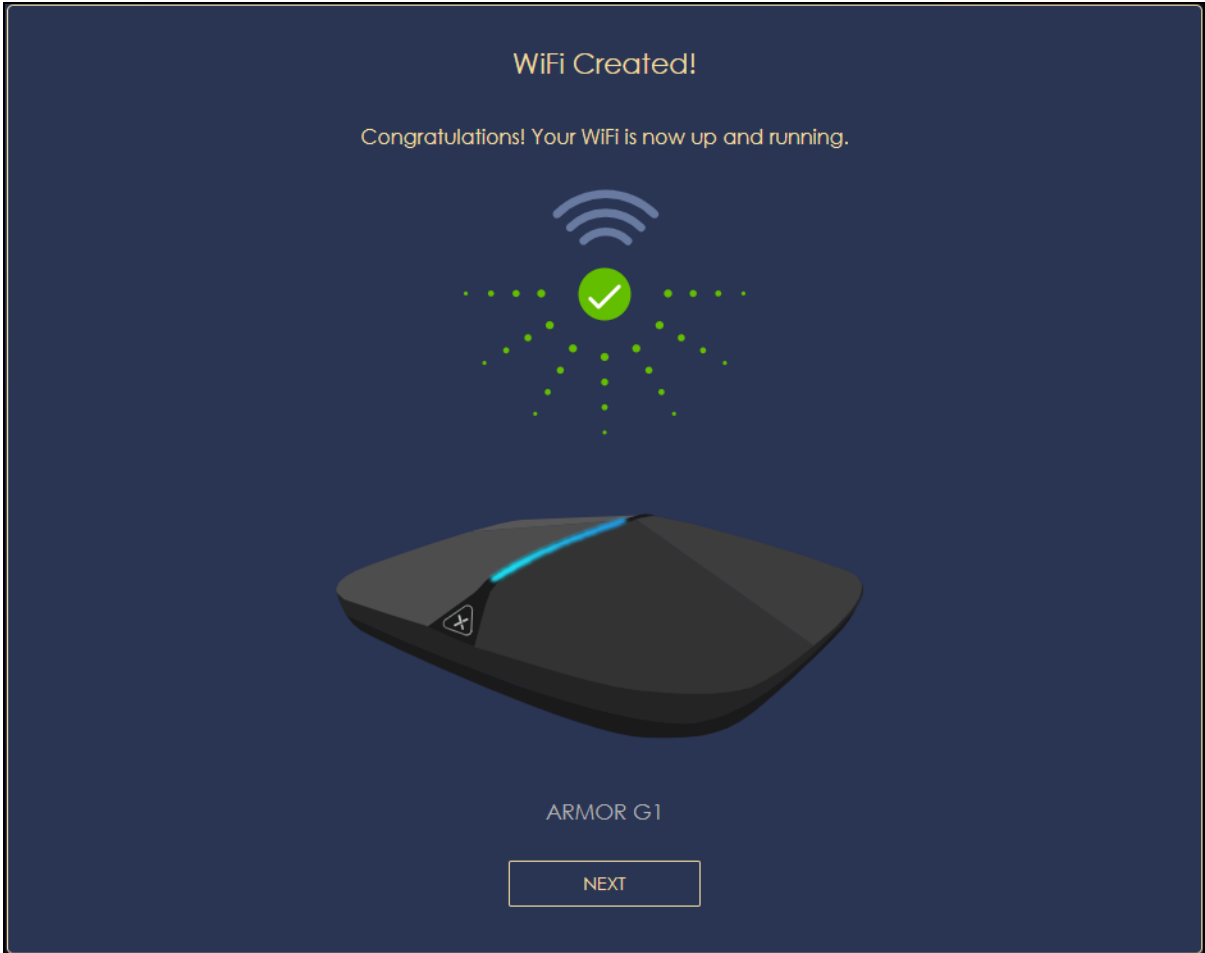 WiFi Created!
Congratulations! Your WiFi is now up and running.
ARMOR G1
NEXT